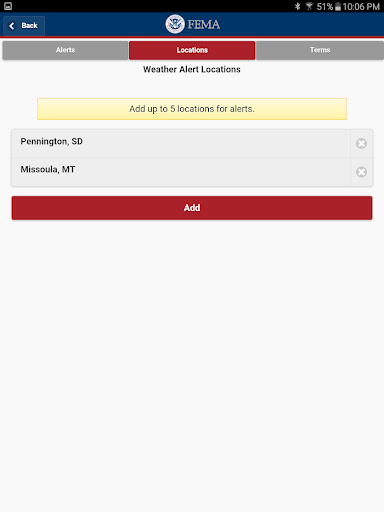 51% 10:06 PM
Back
FEMA
Alerts
Locations
Terms
Weather Alert Locations
Add up to 5 locations for alerts.
Pennington, SD
Missoula, MT
Add